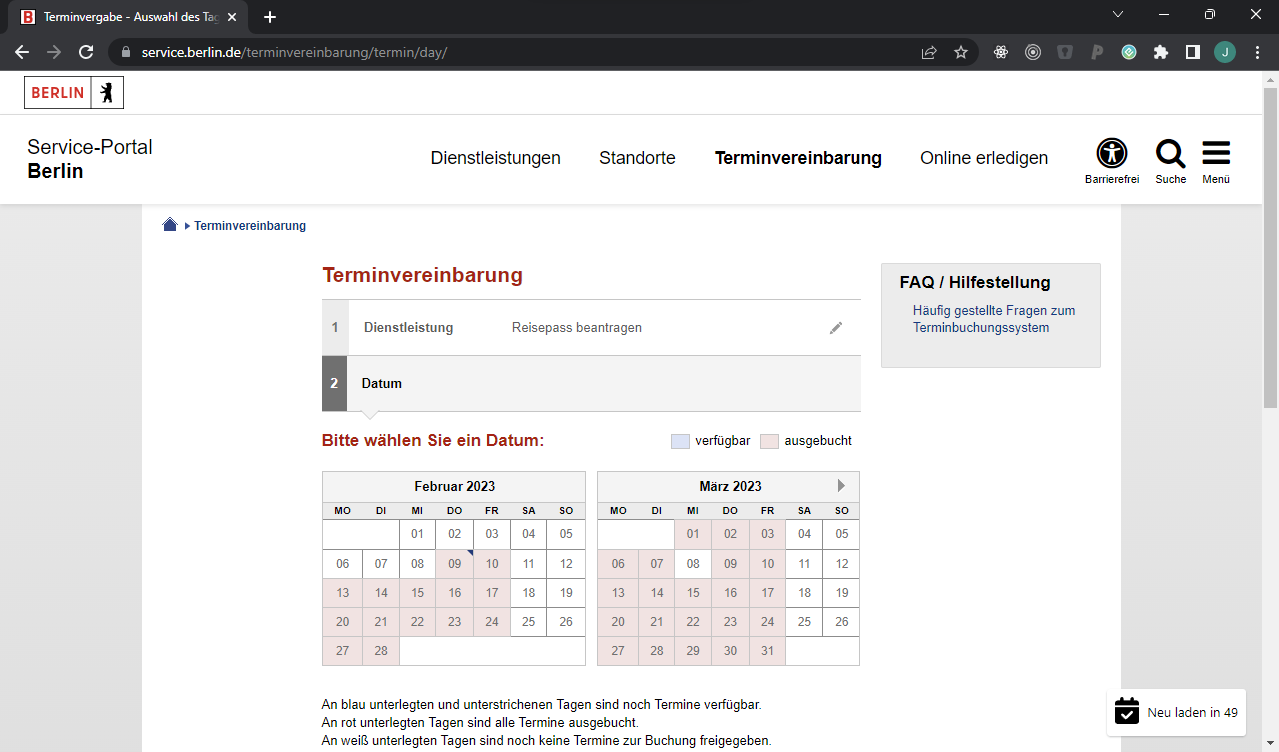 Terminvergabe - Auswahl des Tag
service.berlin.de/terminvereinbarung/termin/day/
J
BERLIN
Service-Portal
Berlin
Dienstleistungen
Standorte
Terminvereinbarung
Online erledigen
Barrierefrei
Suche
Menü
Terminvereinbarung
Terminvereinbarung
1 Dienstleistung Reisepass beantragen
2 Datum
FAQ / Hilfestellung
Häufig gestellte Fragen zum
Terminbuchungssystem
Bitte wählen Sie ein Datum:
verfügbar
ausgebucht
Februar 2023
MO DI MI DO FR SA SO
01 02 03 04 05
06 07 08 09 10 11 12
13 14 15 16 17 18 19
20 21 22 23 24 25 26
27 28
März 2023
MO DI MI DO FR SA SO
01 02 03 04 05
06 07 08 09 10 11 12
13 14 15 16 17 18 19
20 21 22 23 24 25 26
27 28 29 30 31
An blau unterlegten und unterstrichenen Tagen sind noch Termine verfügbar.
An rot unterlegten Tagen sind alle Termine ausgebucht.
An weiß unterlegten Tagen sind noch keine Termine zur Buchung freigegeben.
Neu laden in 49